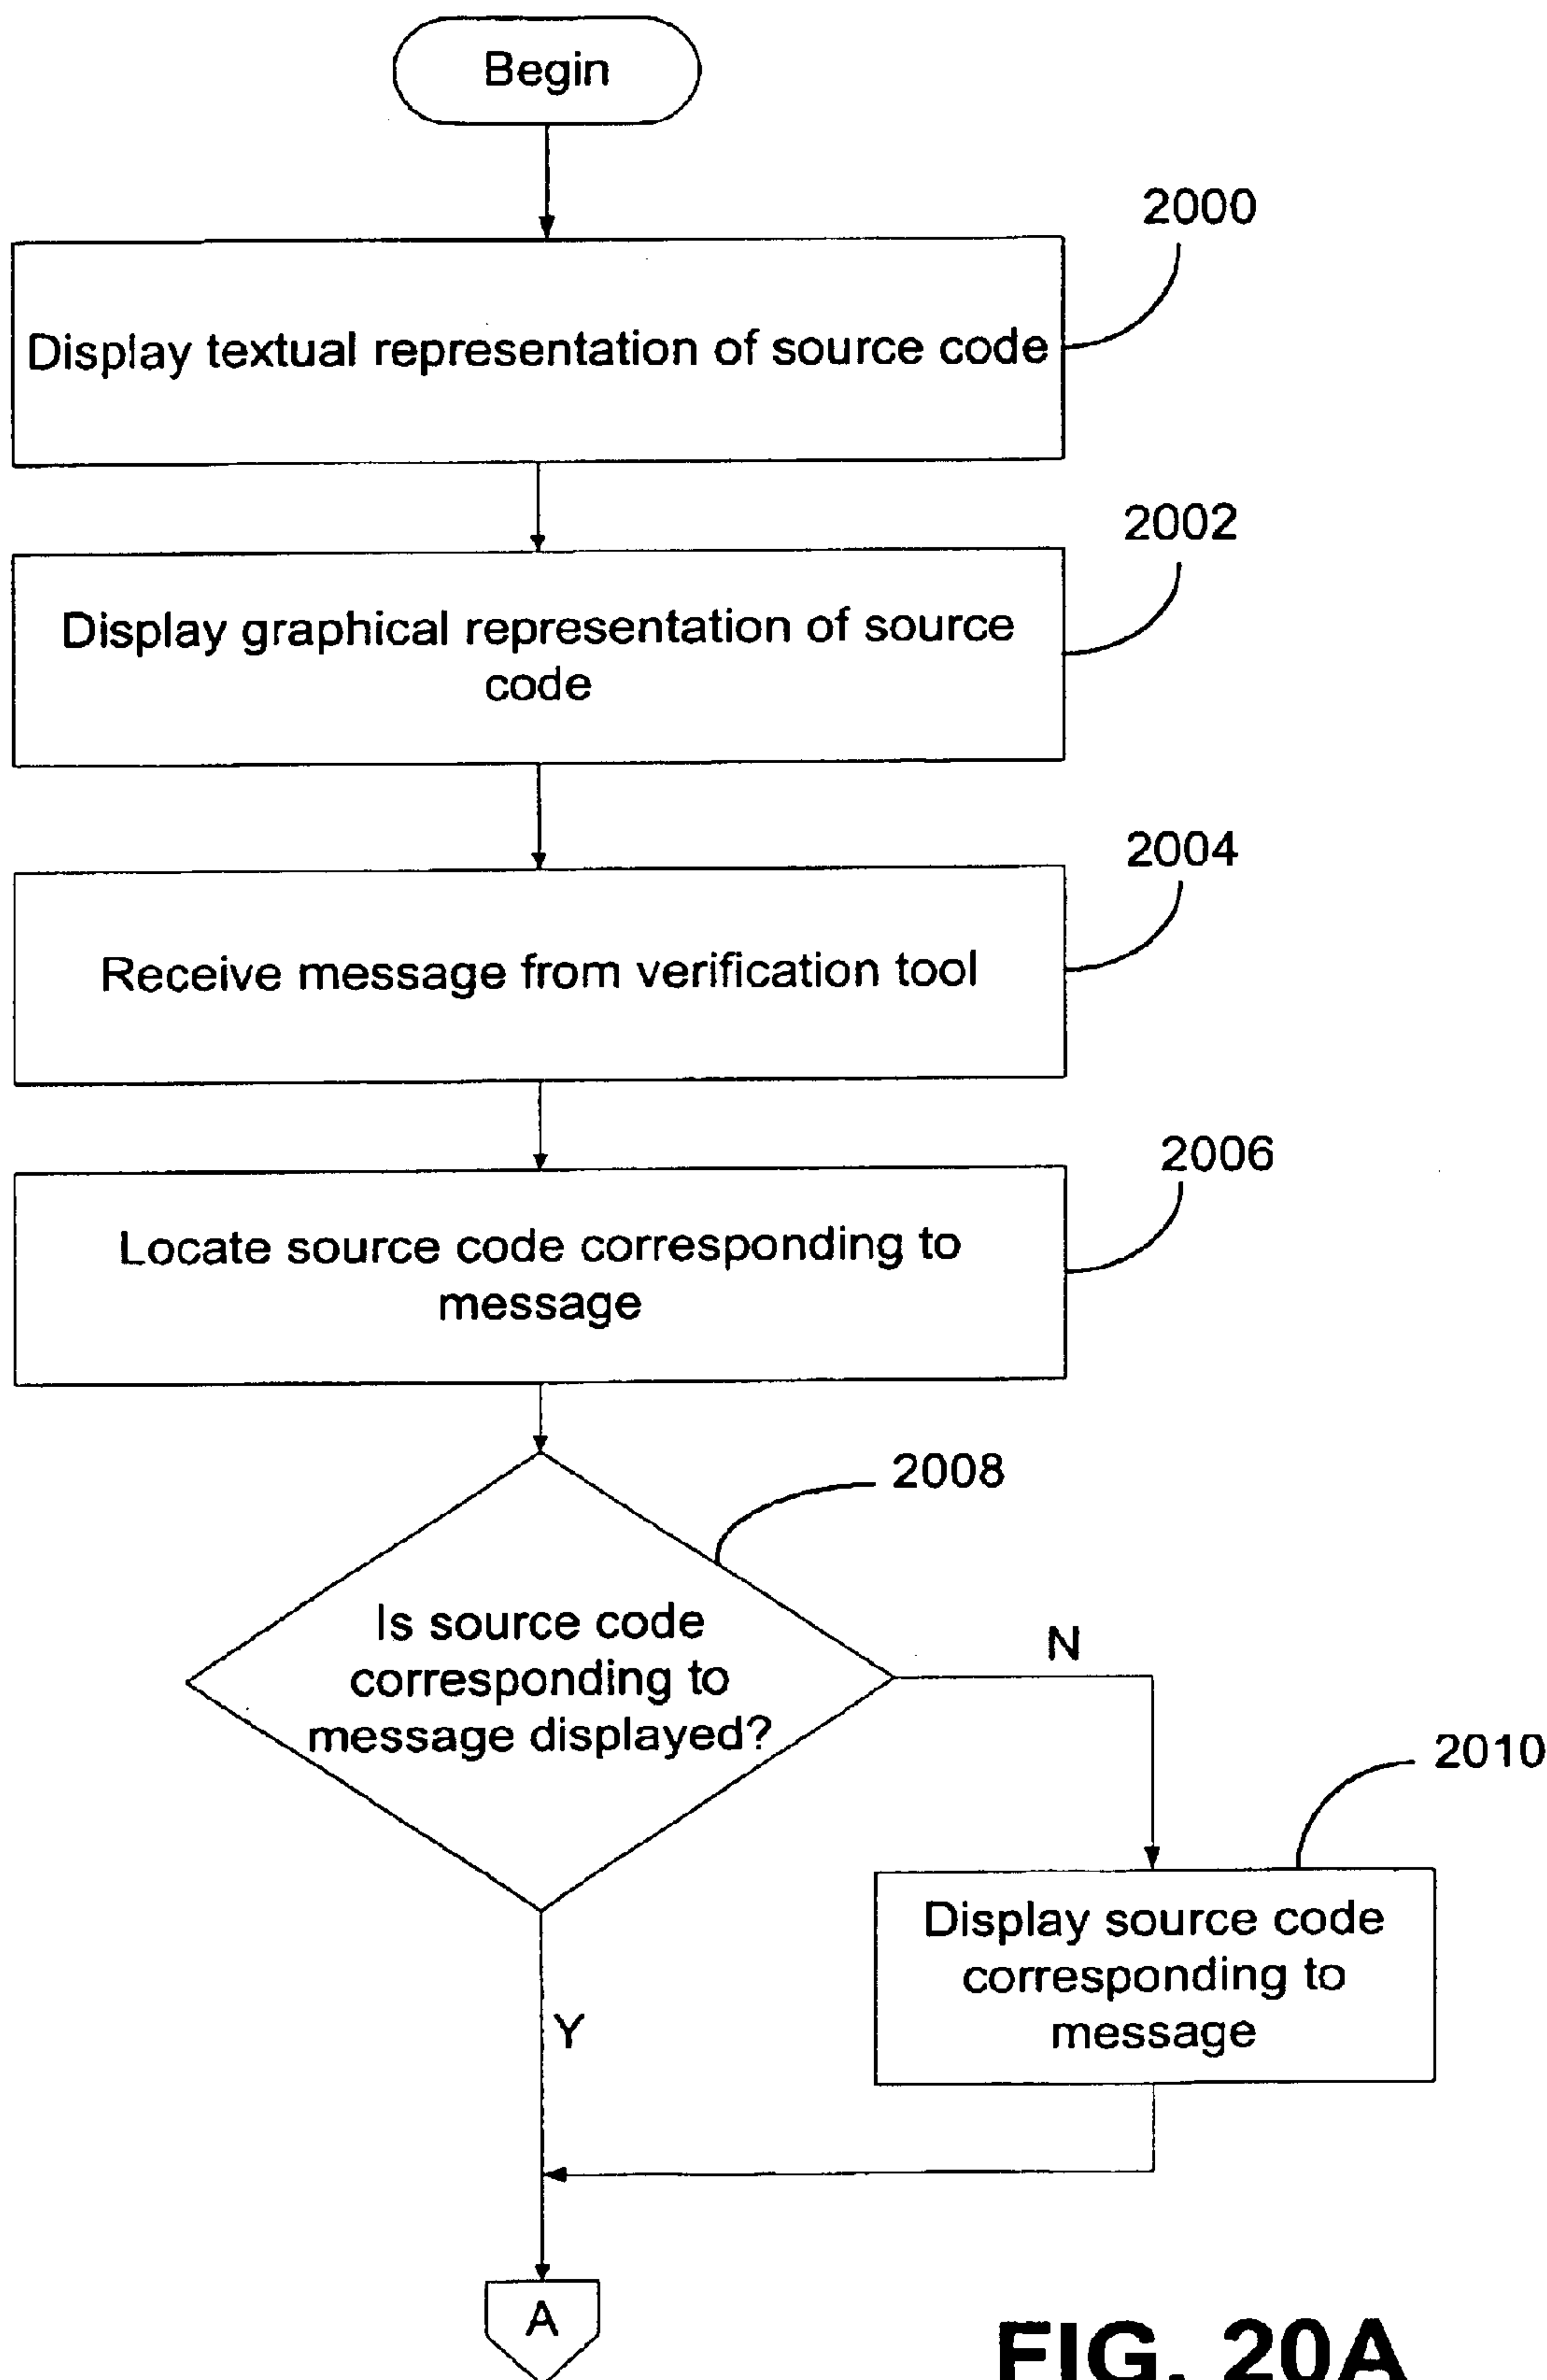 Begin
2000
Display textual representation of source code
2002
Display graphical representation of source
code
2004
Receive message from verification tool
2006
Locate source code corresponding to
message
2008
Is source code
corresponding to
message displayed?
N
2010
Display source code
corresponding to
message
Y
A
FIG. 20A